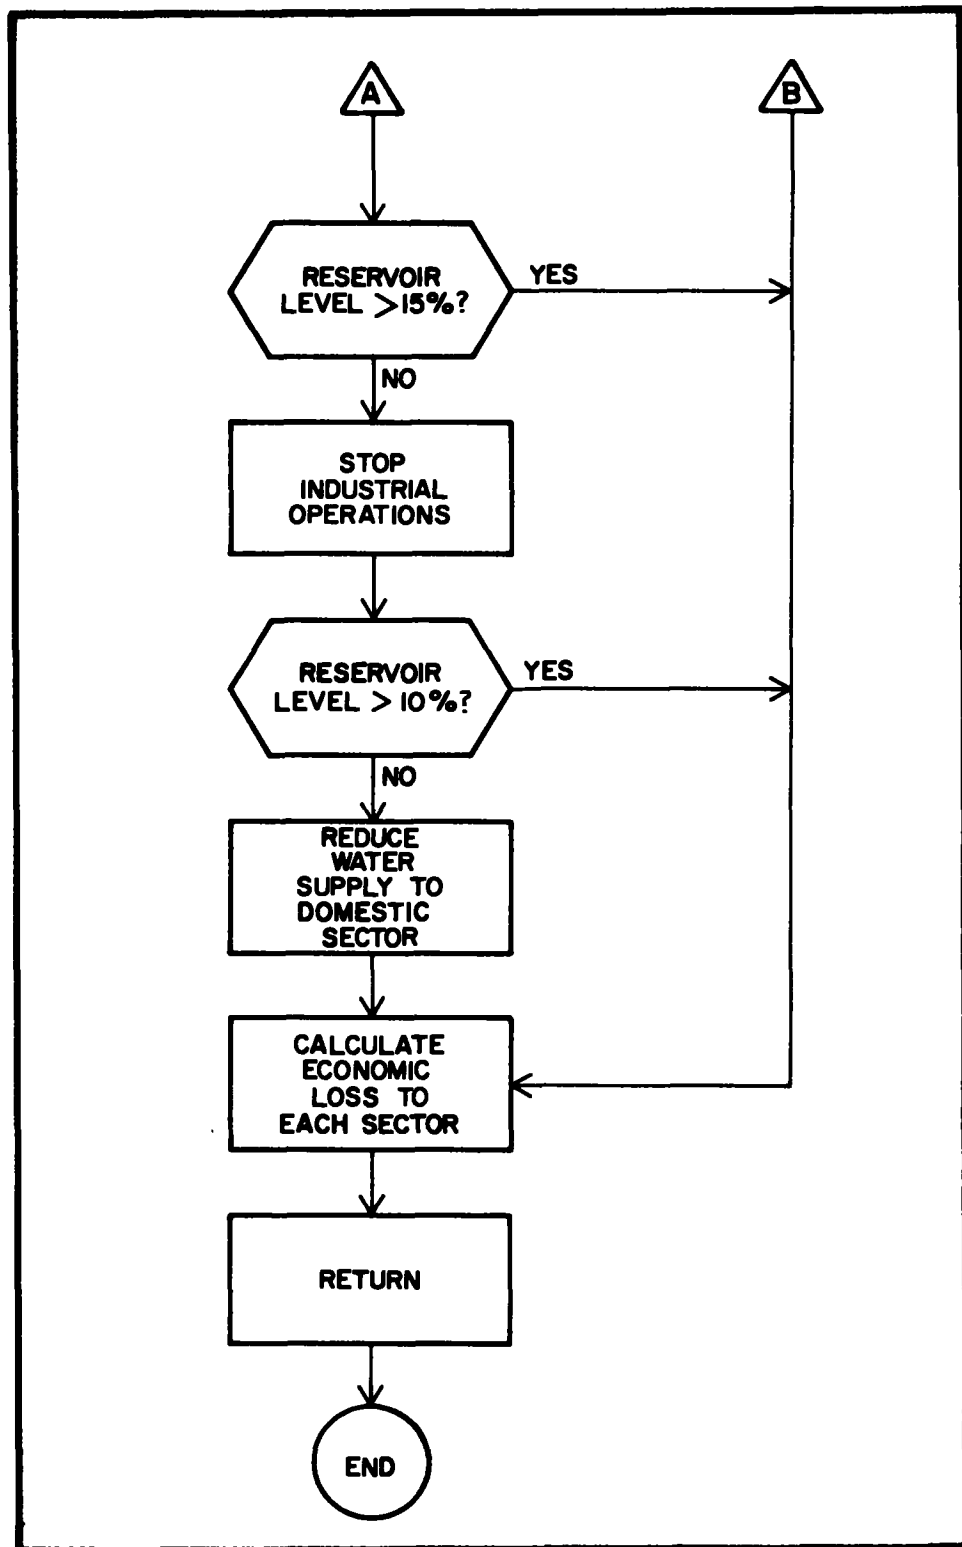 A
B
RESERVOIR
LEVEL >15%?
YES
NO
STOP
INDUSTRIAL
OPERATIONS
RESERVOIR
LEVEL > 10%?
YES
NO
REDUCE
WATER
SUPPLY TO
DOMESTIC
SECTOR
CALCULATE
ECONOMIC
LOSS TO
EACH SECTOR
RETURN
END